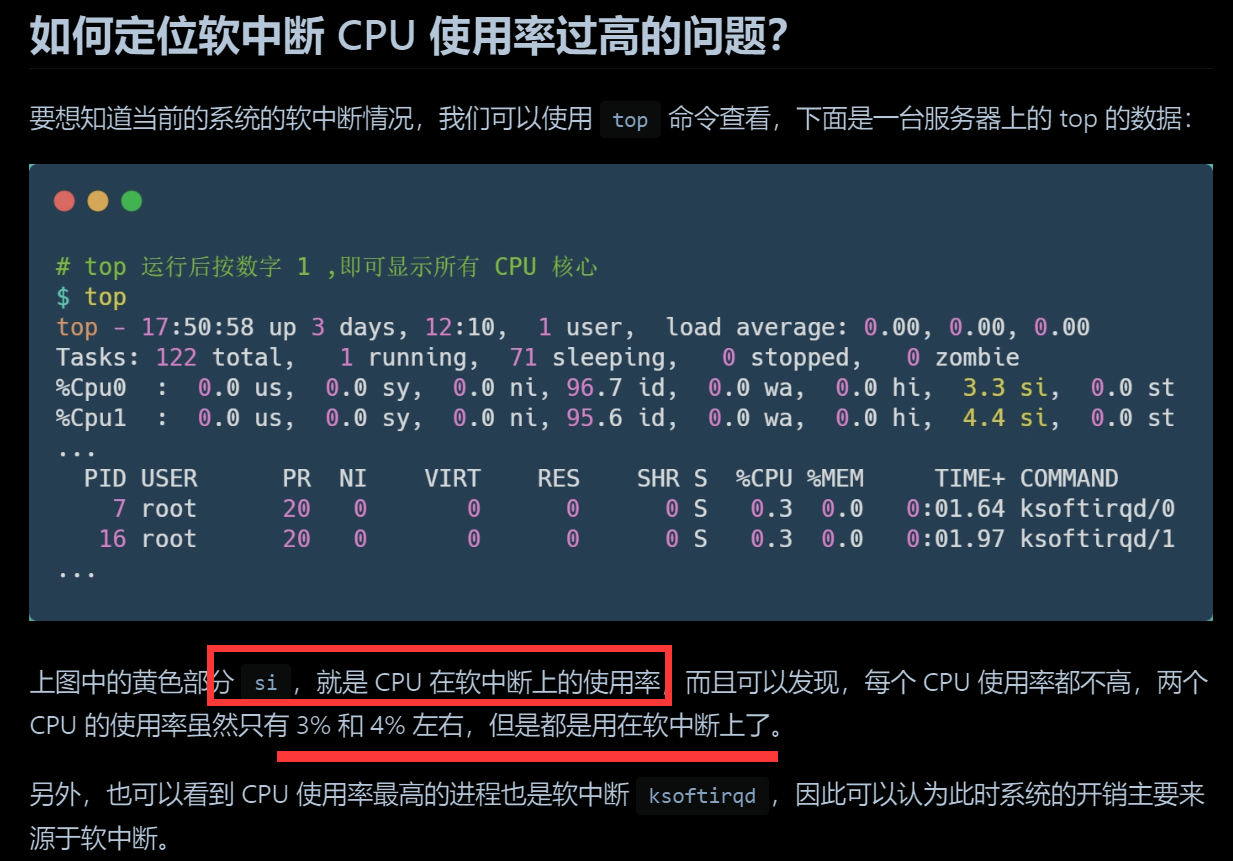 如何定位软中断 CPU 使用率过高的问题？
要想知道当前的系统的软中断情况，我们可以使用 top 命令查看，下面是一台服务器上的 top 的数据：
# top 运行后按数字 1 ,即可显示所有 CPU 核心
$ top
top - 17:50:58 up 3 days, 12:10,  1 user,  load average: 0.00, 0.00, 0.00
Tasks: 122 total,   1 running,  71 sleeping,   0 stopped,   0 zombie
%Cpu0  :  0.0 us,  0.0 sy,  0.0 ni, 96.7 id,  0.0 wa,  0.0 hi,  3.3 si,  0.0 st
%Cpu1  :  0.0 us,  0.0 sy,  0.0 ni, 95.6 id,  0.0 wa,  0.0 hi,  4.4 si,  0.0 st
...
PID USER      PR  NI    VIRT    RES    SHR S  %CPU %MEM     TIME+ COMMAND
7 root      20   0       0      0      0 S   0.3  0.0   0:01.64 ksoftirqd/0
16 root      20   0       0      0      0 S   0.3  0.0   0:01.97 ksoftirqd/1
...
上图中的黄色部分 si ，就是 CPU 在软中断上的使用率，而且可以发现，每个 CPU 使用率都不高，两个
CPU 的使用率虽然只有 3% 和 4% 左右，但是都是用在软中断上了。
另外，也可以看到 CPU 使用率最高的进程也是软中断 ksoftirqd ，因此可以认为此时系统的开销主要来
源于软中断。